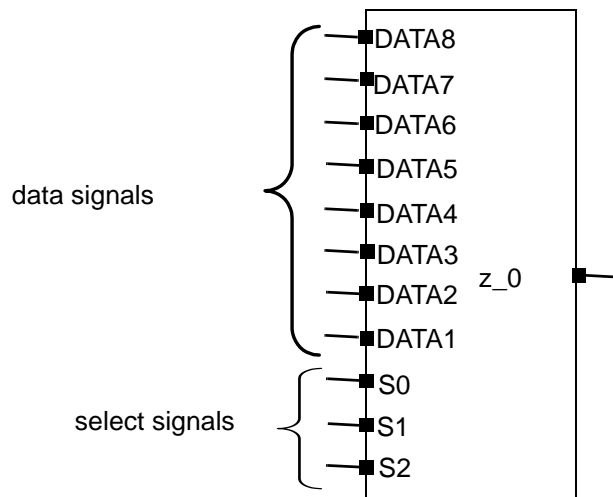 DATA8
DATA7
DATA6
DATA5
data signals
DATA4
DATA3
z_0
DATA2
DATA1
S0
select signals
S1
S2